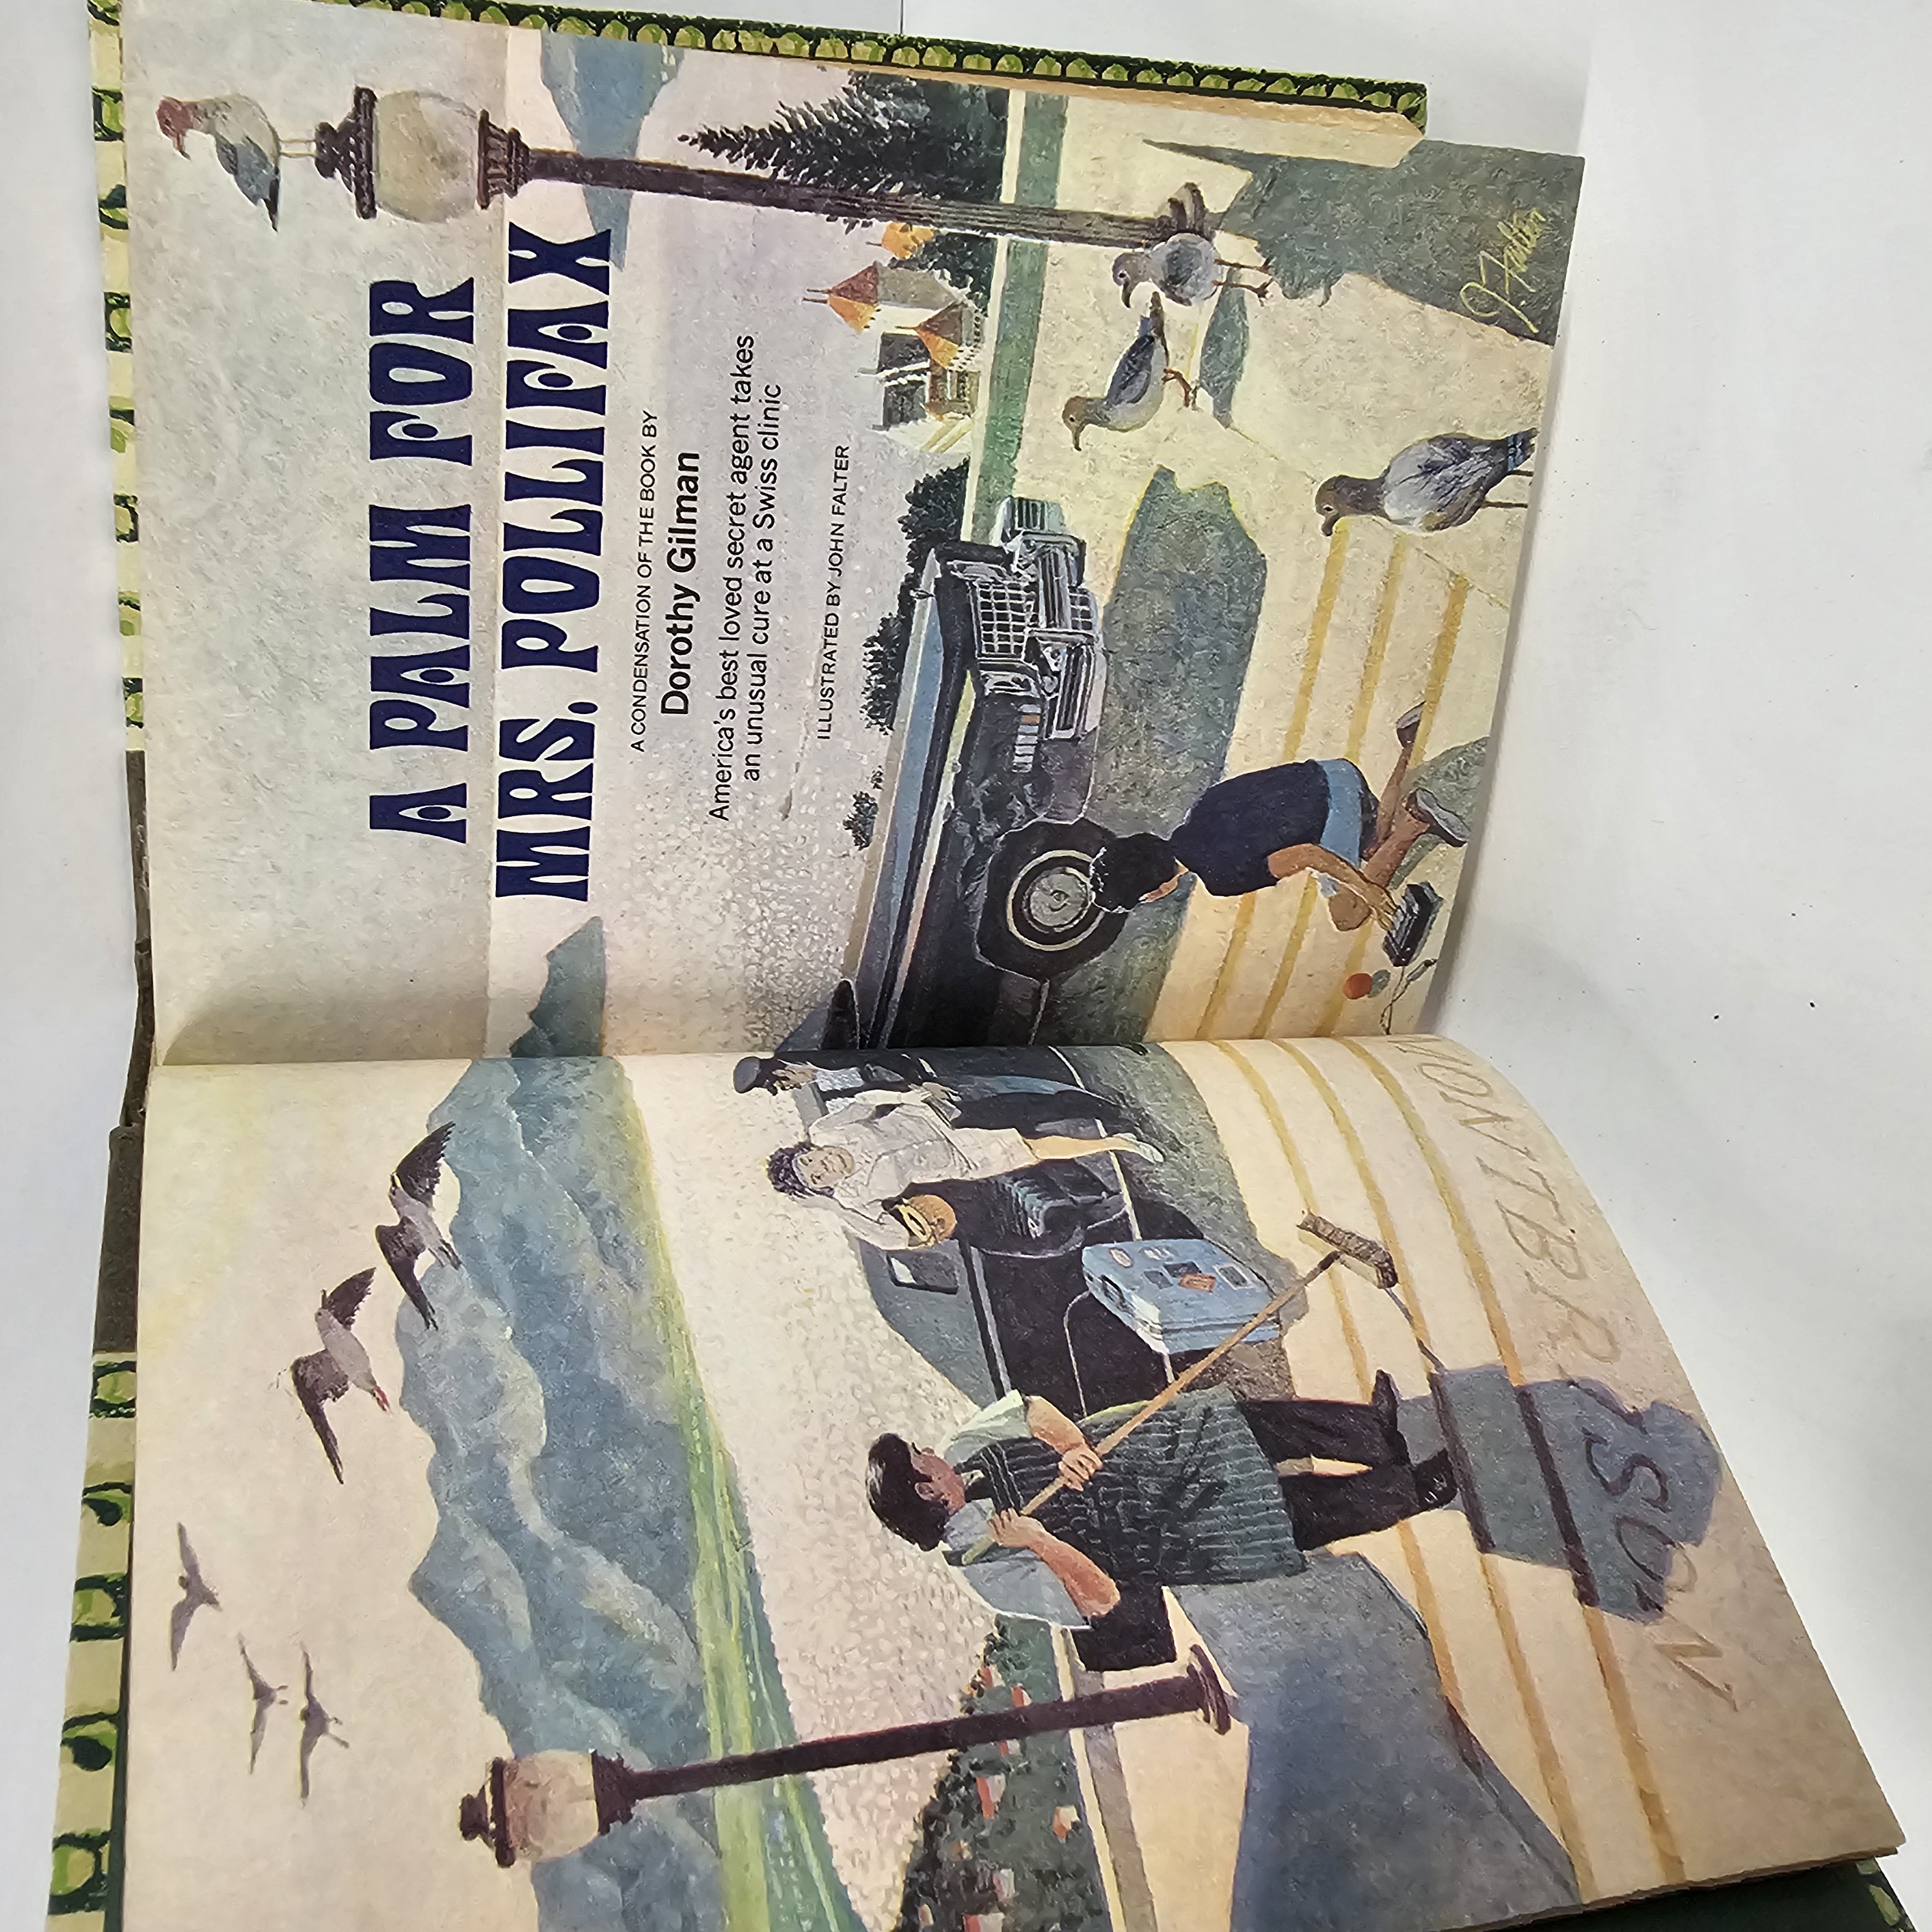 A PALM FOR
MRS. POLLIFAX
A CONDENSATION OF THE BOOK BY
Dorothy Gilman
America's best loved secret agent takes
an unusual cure at a Swiss clinic
ILLUSTRATED BY JOHN FALTER
J. Falter